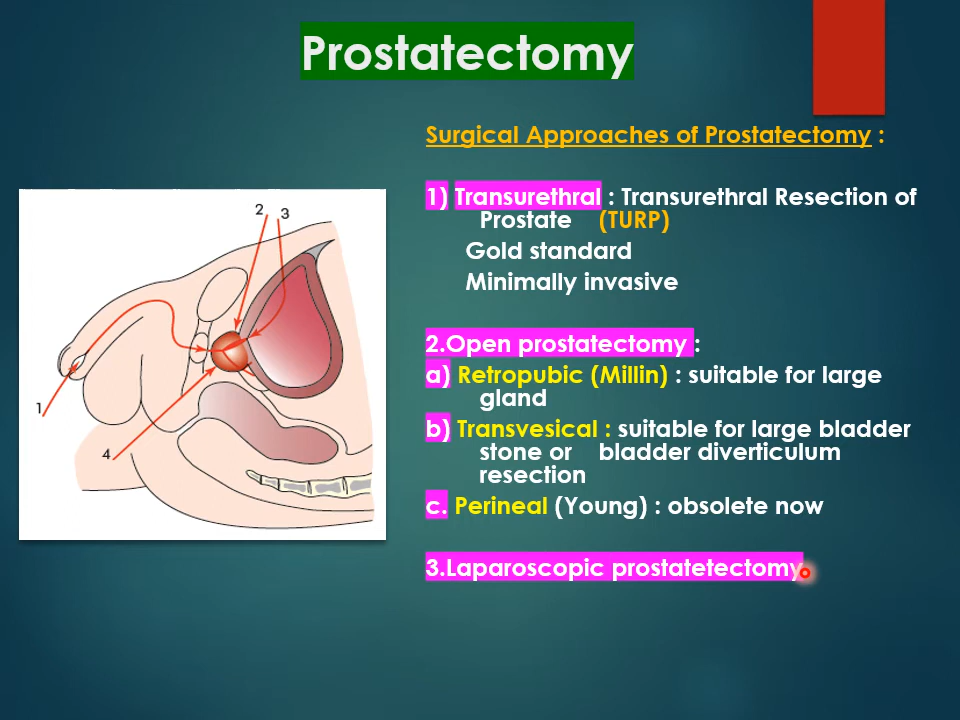 Prostatectomy
Surgical Approaches of Prostatectomy :
1) Transurethral : Transurethral Resection of
Prostate (TURP)
Gold standard
Minimally invasive
2.Open prostatectomy :
a) Retropubic (Millin) : suitable for large
gland
b) Transvesical : suitable for large bladder
stone or bladder diverticulum
resection
c. Perineal (Young) : obsolete now
3.Laparoscopic prostatetectomy
2 3
1
4